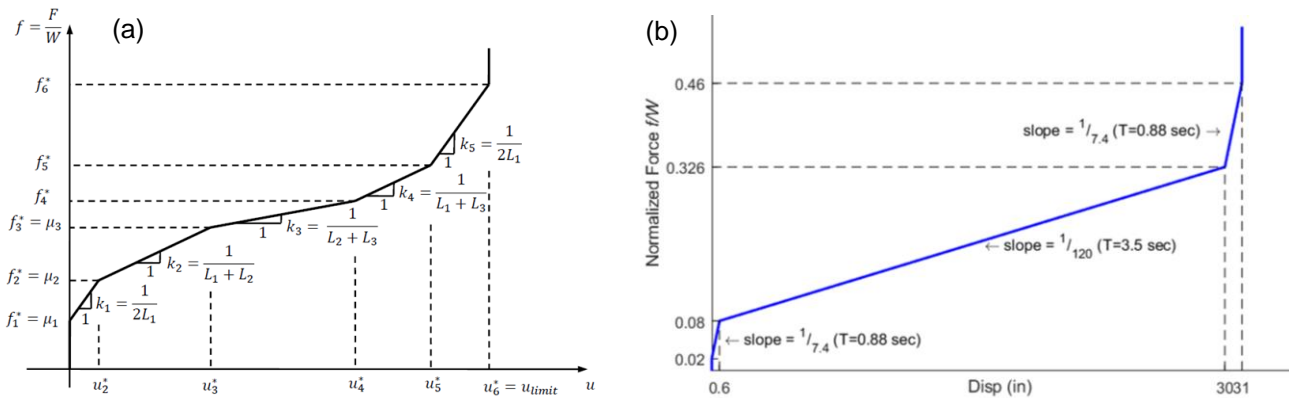 f = F/W
(a)
f₆*
k₅ = 1/2L₁
1
f₅*
k₄ = 1/L₁ + L₃
1
f₄*
f₃* = μ₃
k₃ = 1/L₂ + L₃
1
k₂ = 1/L₁ + L₂
1
f₂* = μ₂
k₁ = 1/2L₁
1
f₁* = μ₁
u₂* u₃* u₄* u₅* u₆* = u_limit u
(b)
Normalized Force f/W
0.46
slope = 1/7.4 (T=0.88 sec) →
0.326
← slope = 1/120 (T=3.5 sec)
0.08
← slope = 1/7.4 (T=0.88 sec)
0.02
0.6 Disp (in) 3031